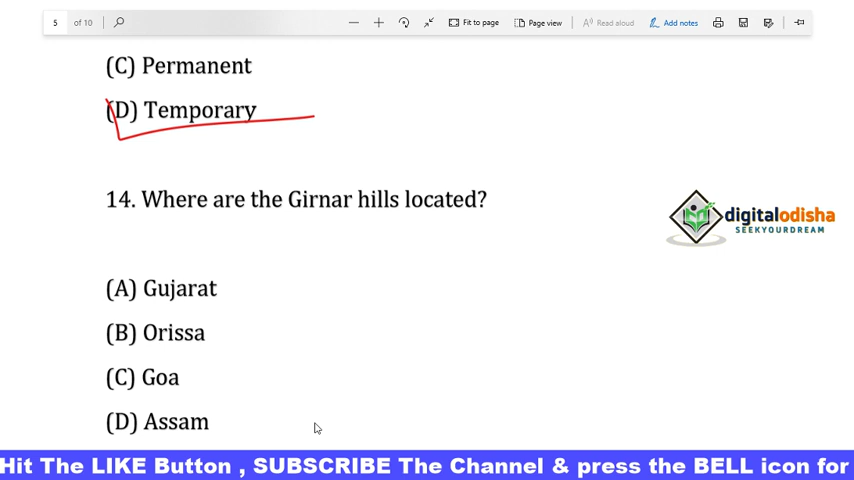 5 of 10 Fit to page Page view Read aloud Add notes
(C) Permanent
(D) Temporary
14. Where are the Girnar hills located?
digitalodisha
SEEKYOURDREAM
(A) Gujarat
(B) Orissa
(C) Goa
(D) Assam
Hit The LIKE Button , SUBSCRIBE The Channel & press the BELL icon for